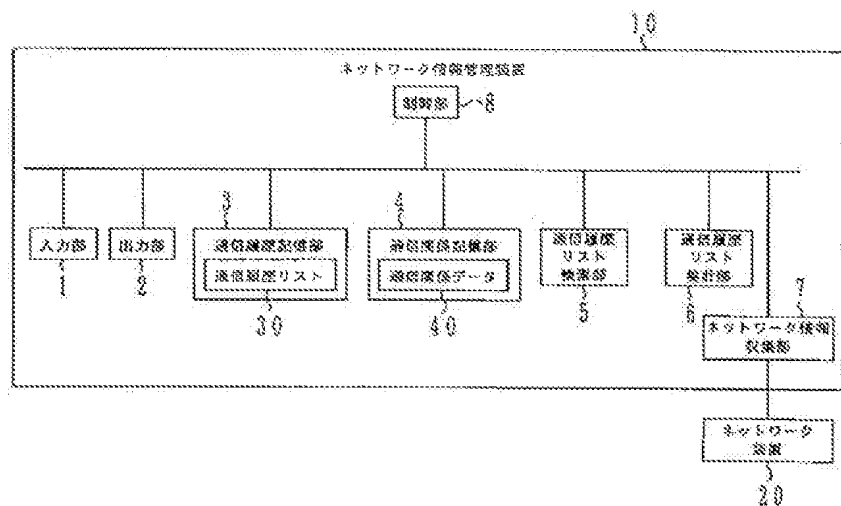 10
ネットワーク情報管理装置
制御部
8
3
4
入力部
出力部
通信履歴記憶部
通信履歴リスト
通信関係記憶部
通信関係データ
通信履歴
リスト
検索部
通信履歴
リスト
集計部
1
2
30
40
5
6
7
ネットワーク情報
収集部
ネットワーク
装置
20